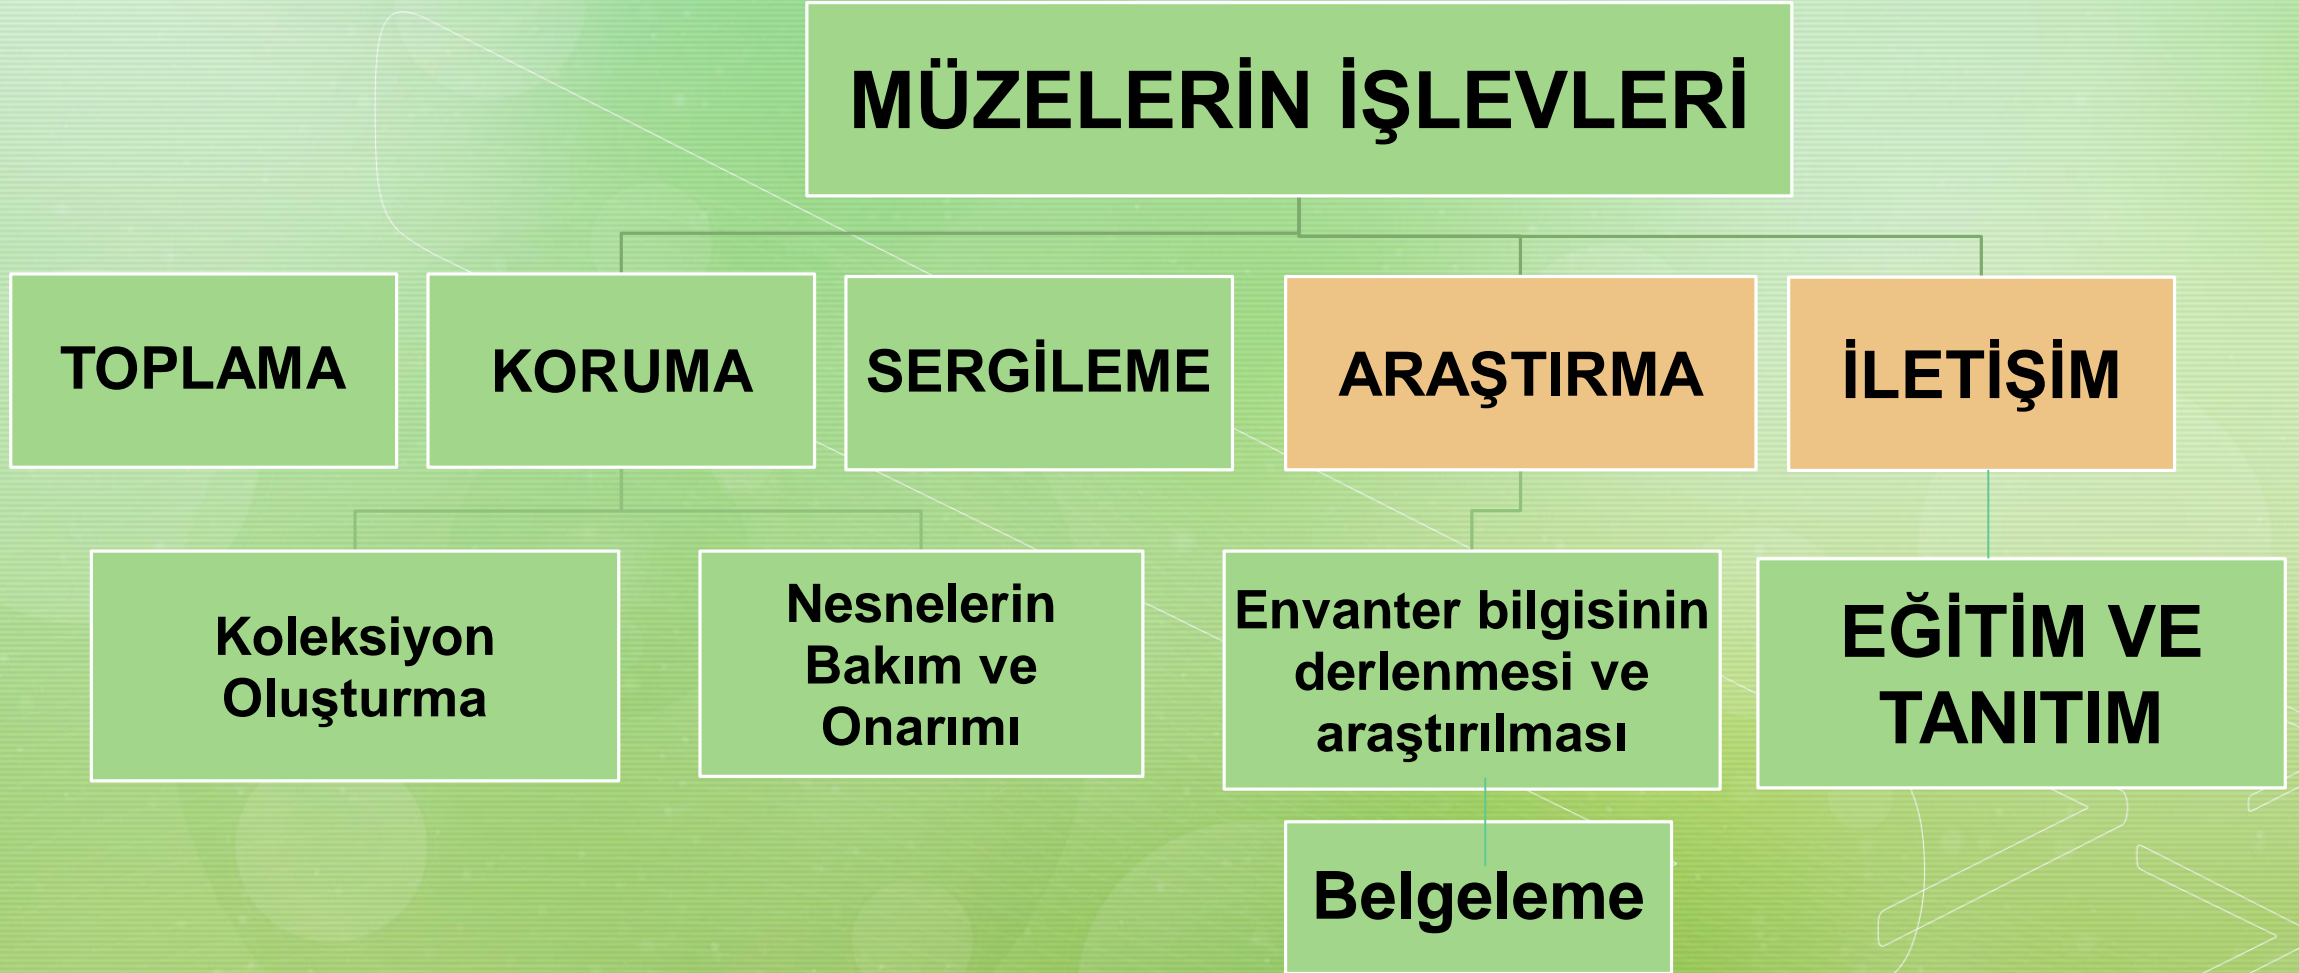 MÜZELERİN İŞLEVLERİ
TOPLAMA
KORUMA
SERGİLEME
ARAŞTIRMA
İLETİŞİM
Koleksiyon
Oluşturma
Nesnelerin
Bakım ve
Onarımı
Envanter bilgisinin
derlenmesi ve
araştırılması
EĞİTİM VE
TANITIM
Belgeleme